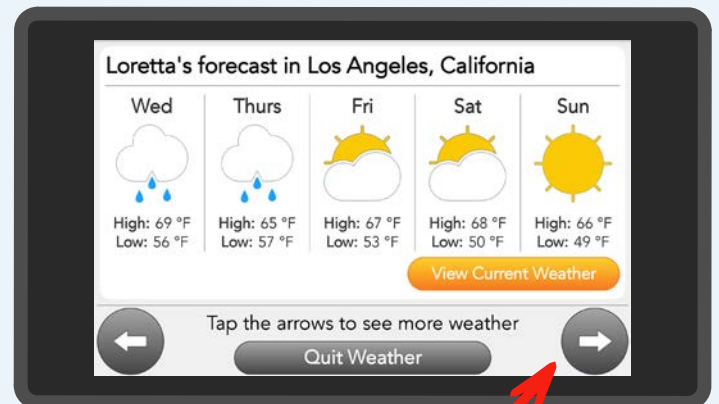 Loretta's forecast in Los Angeles, California
Wed Thurs Fri Sat Sun
High: 69 °F High: 65 °F High: 67 °F High: 68 °F High: 66 °F
Low: 56 °F Low: 57 °F Low: 53 °F Low: 50 °F Low: 49 °F
View Current Weather
Tap the arrows to see more weather
Quit Weather